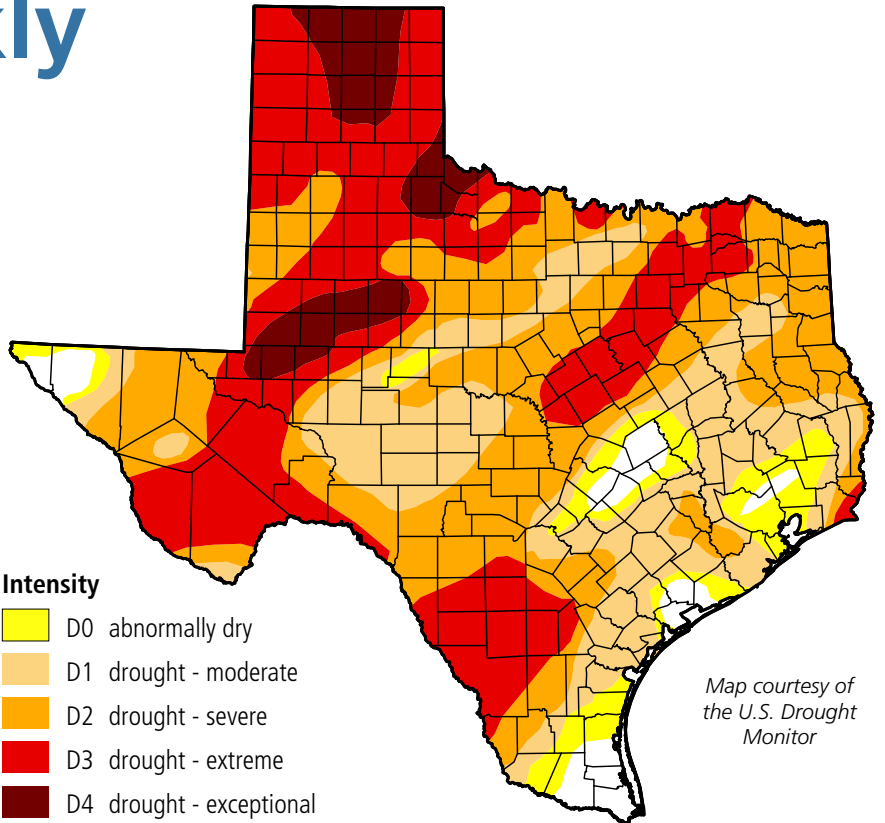 Intensity
D0 abnormally dry
D1 drought - moderate
D2 drought - severe
D3 drought - extreme
D4 drought - exceptional
Map courtesy of
the U.S. Drought
Monitor